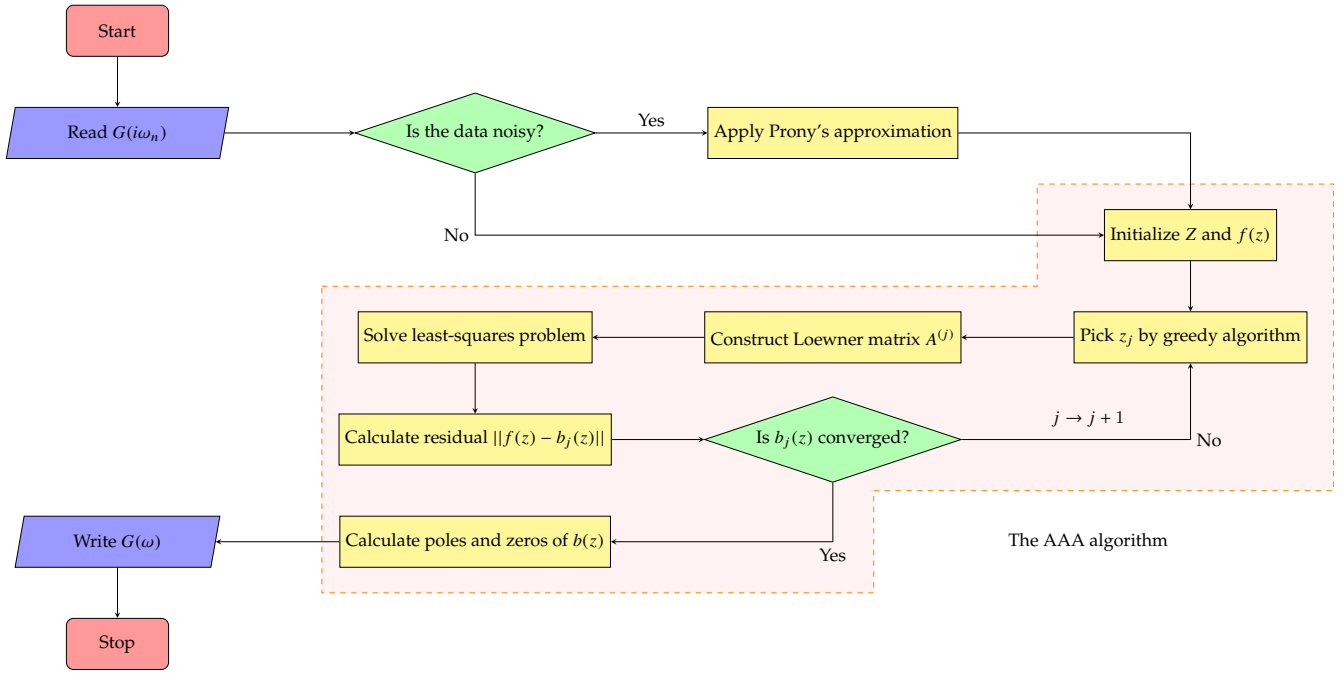 Start
Read G(iωₙ)
Is the data noisy?
Yes
Apply Prony's approximation
No
Initialize Z and f(z)
Pick zⱼ by greedy algorithm
Construct Loewner matrix A⁽ʲ⁾
Solve least-squares problem
Calculate residual ||f(z) − bⱼ(z)||
Is bⱼ(z) converged?
j → j + 1
No
Yes
Calculate poles and zeros of b(z)
Write G(ω)
The AAA algorithm
Stop